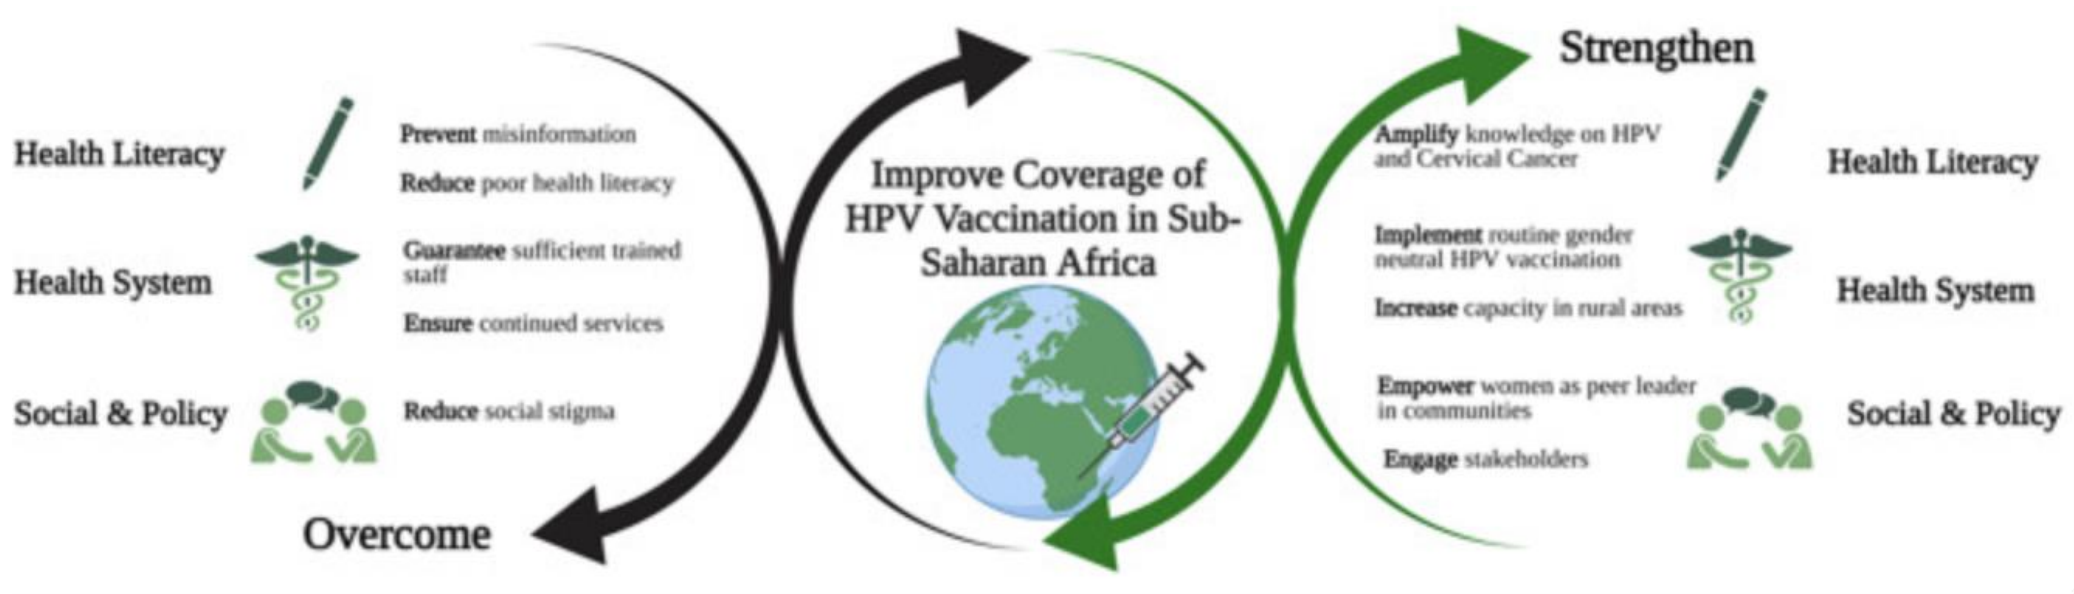 Health Literacy
Prevent misinformation
Reduce poor health literacy
Health System
Guarantee sufficient trained
staff
Ensure continued services
Social & Policy
Reduce social stigma
Overcome
Improve Coverage of
HPV Vaccination in Sub-
Saharan Africa
Strengthen
Amplify knowledge on HPV
and Cervical Cancer
Health Literacy
Implement routine gender
neutral HPV vaccination
Increase capacity in rural areas
Health System
Empower women as peer leader
in communities
Engage stakeholders
Social & Policy